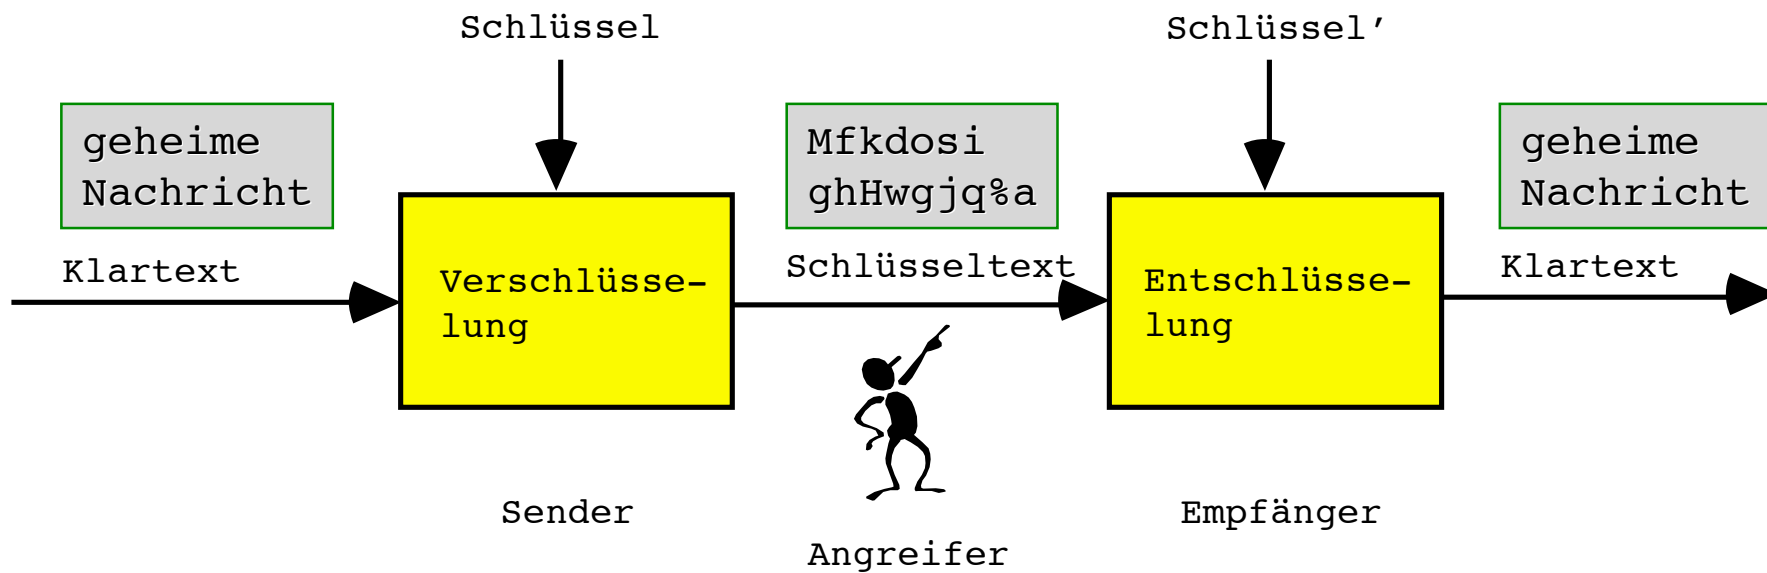 Schlüssel
Schlüssel’
geheime
Nachricht
Mfkdosi
ghHwgjq%a
geheime
Nachricht
Klartext
Schlüsseltext
Klartext
Verschlüsse-
lung
Entschlüsse-
lung
Sender
Empfänger
Angreifer